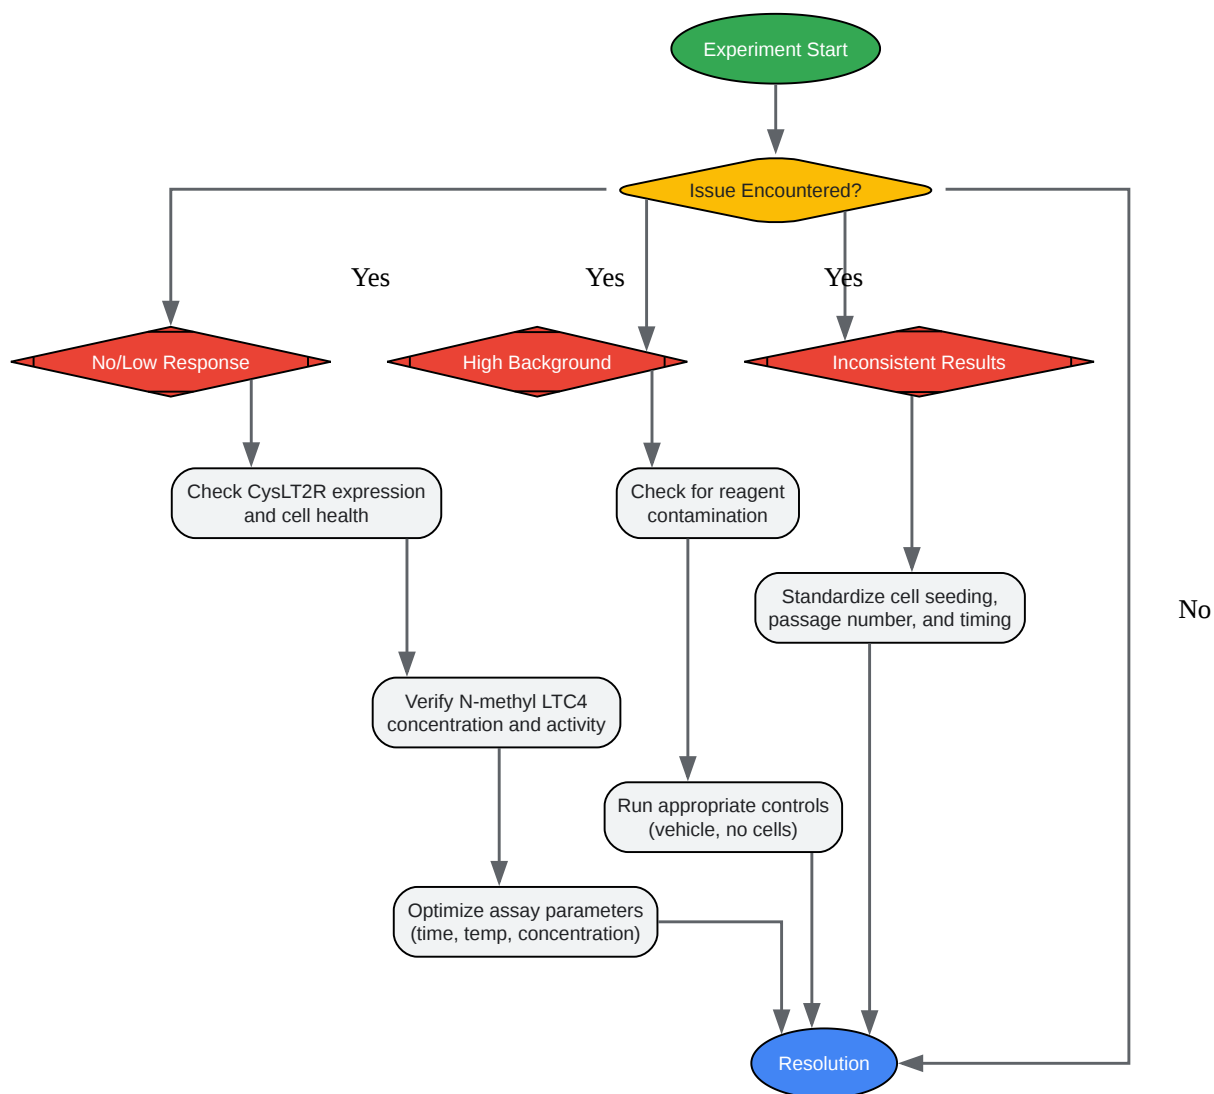 Experiment Start
Issue Encountered?
Yes
Yes
Yes
No/Low Response
High Background
Inconsistent Results
Check CysLT2R expression
and cell health
Check for reagent
contamination
Standardize cell seeding,
passage number, and timing
No
Verify N-methyl LTC4
concentration and activity
Run appropriate controls
(vehicle, no cells)
Optimize assay parameters
(time, temp, concentration)
Resolution